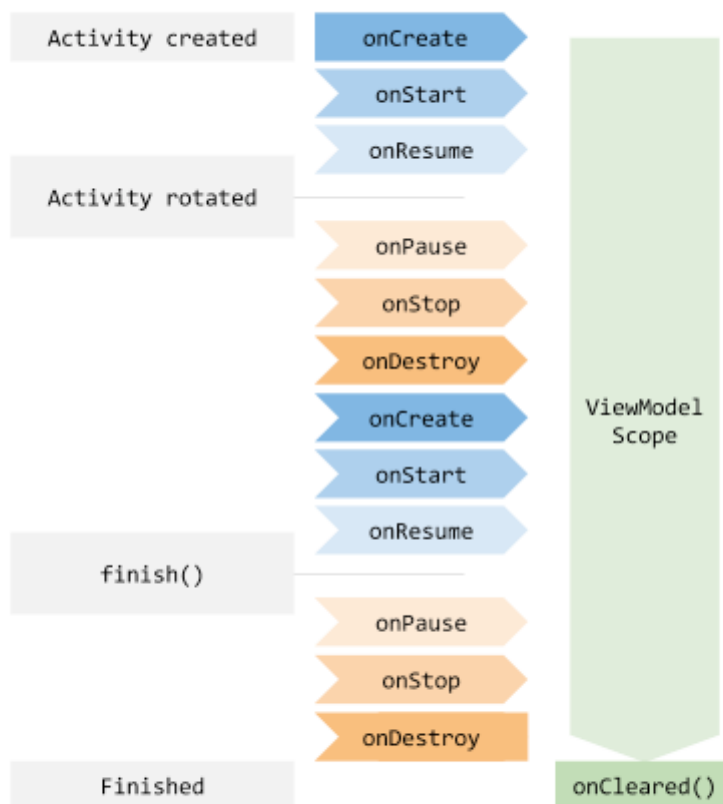 Activity created
onCreate
onStart
onResume
Activity rotated
onPause
onStop
onDestroy
onCreate
ViewModel
Scope
onStart
onResume
finish()
onPause
onStop
onDestroy
Finished
onCleared()